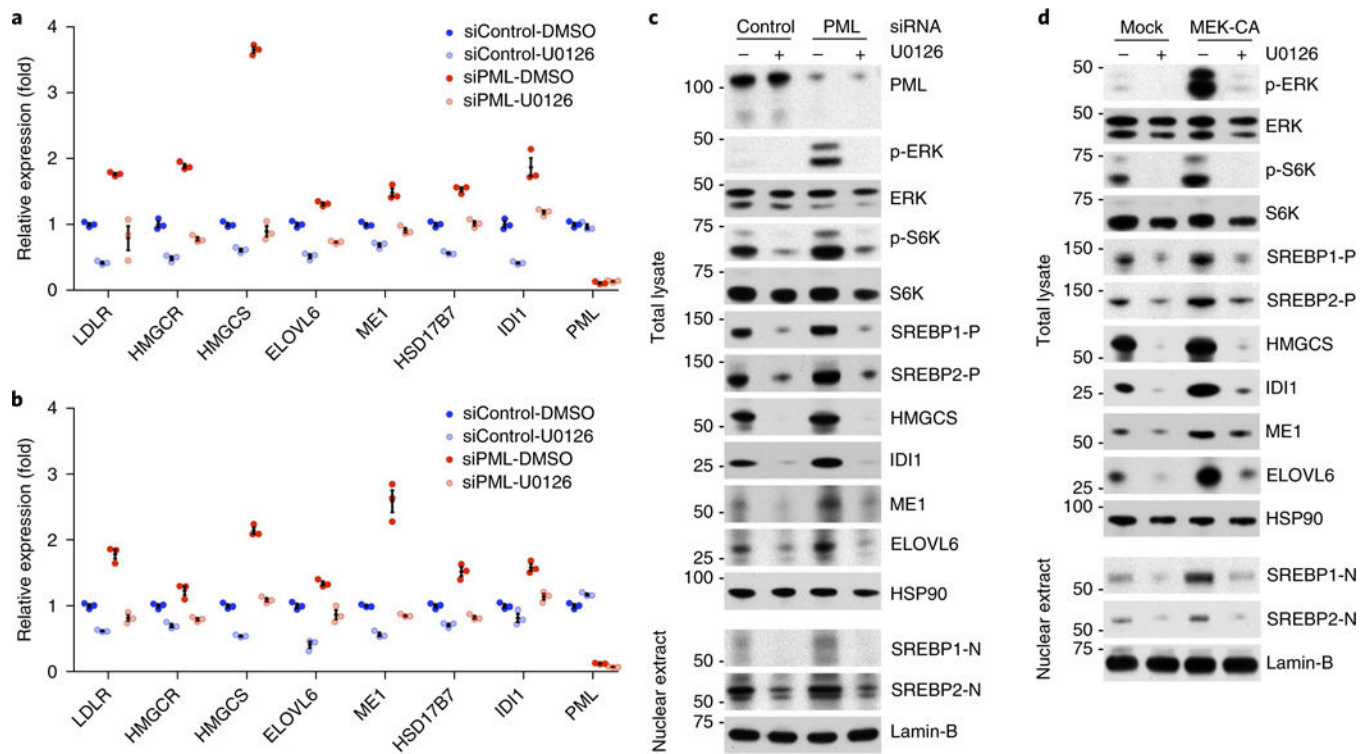 a
Relative expression (fold)
4
3
2
1
0
siControl-DMSO
siControl-U0126
siPML-DMSO
siPML-U0126
LDLR
HMGCR
HMGCS
ELOVL6
ME1
HSD17B7
IDI1
PML
b
Relative expression (fold)
4
3
2
1
0
siControl-DMSO
siControl-U0126
siPML-DMSO
siPML-U0126
LDLR
HMGCR
HMGCS
ELOVL6
ME1
HSD17B7
IDI1
PML
c
Control PML siRNA
– + – + U0126
Total lysate
100 - PML
50 - p-ERK
50 - ERK
75 - p-S6K
75 - S6K
150 - SREBP1-P
150 - SREBP2-P
50 - HMGCS
25 - IDI1
50 - ME1
25 - ELOVL6
100 - HSP90
Nuclear extract
50 - SREBP1-N
50 - SREBP2-N
75 - Lamin-B
d
Mock MEK-CA
– + – + U0126
Total lysate
50 - p-ERK
ERK
75 - p-S6K
S6K
150 - SREBP1-P
150 - SREBP2-P
50 - HMGCS
25 - IDI1
50 - ME1
25 - ELOVL6
100 - HSP90
Nuclear extract
50 - SREBP1-N
50 - SREBP2-N
75 - Lamin-B